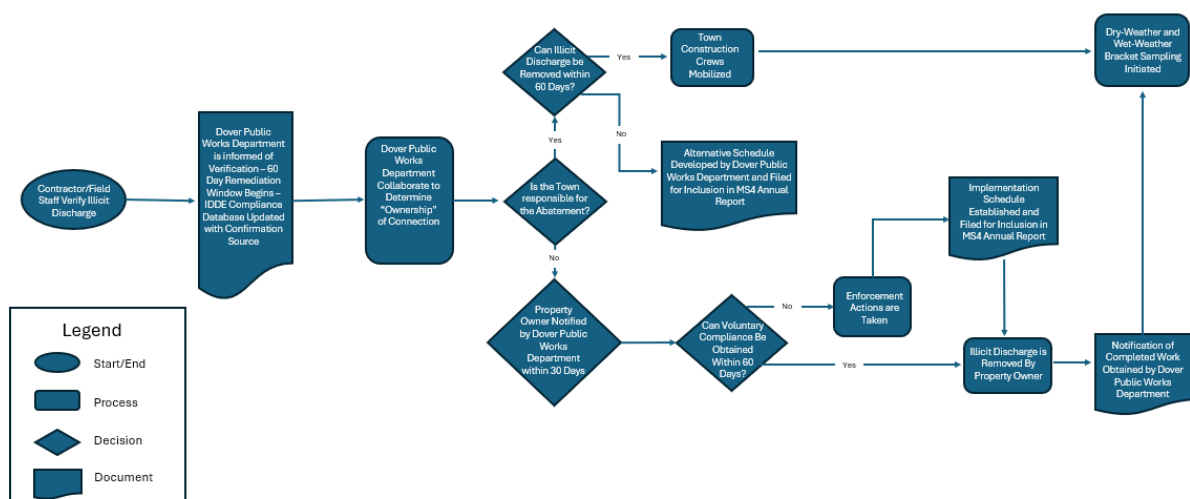 Contractor/Field
Staff Verify Illicit
Discharge
Dover Public
Works Department
is informed of
Verification – 60
Day Remediation
Window Begins –
IDDE Compliance
Database Updated
with Confirmation
Source
Dover Public
Works
Department
Collaborate to
Determine
“Ownership”
of Connection
Is the Town
responsible for
the Abatement?
Yes
Can Illicit
Discharge be
Removed within
60 Days?
Yes
Town
Construction
Crews
Mobilized
Dry-Weather and
Wet-Weather
Bracket Sampling
Initiated
No
Alternative Schedule
Developed by Dover Public
Works Department and Filed
for Inclusion in MS4 Annual
Report
No
Property
Owner Notified
by Dover Public
Works
Department
within 30 Days
Can Voluntary
Compliance Be
Obtained
Within 60
Days?
No
Enforcement
Actions are
Taken
Implementation
Schedule
Established and
Filed for Inclusion in
MS4 Annual Report
Yes
Illicit Discharge is
Removed By
Property Owner
Notification of
Completed Work
Obtained by Dover
Public Works
Department
Legend
Start/End
Process
Decision
Document